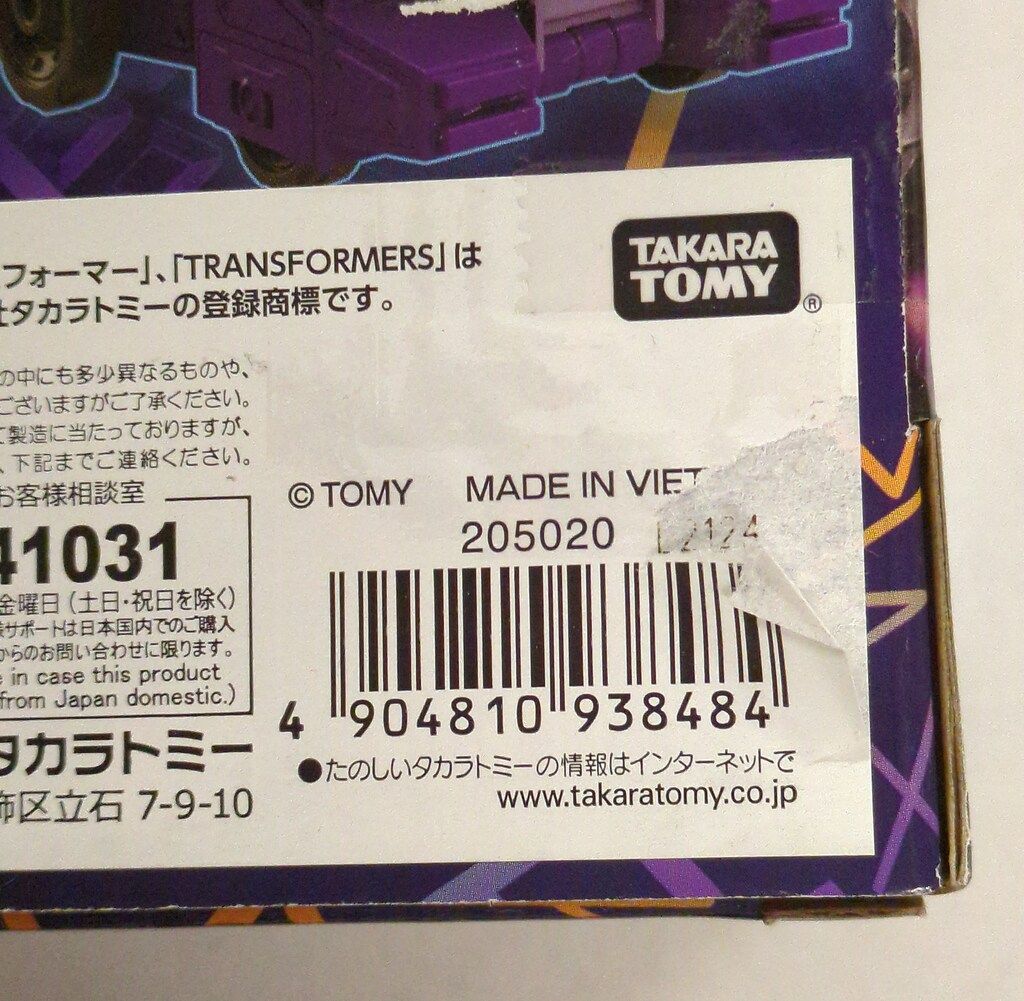 フォーマー」、「TRANSFORMERS」は
タカラトミーの登録商標です。
TAKARA
TOMY
®
の中にも多少異なるものや、
ございますがご了承ください。
製造に当たっておりますが、
、下記までご連絡ください。
お客様相談室
41031
金曜日(土日・祝日を除く)
サポートは日本国内でのご購入
からのお問い合わせに限ります。
in case this product
from Japan domestic.)
タカラトミー
飾区立石 7-9-10
© TOMY MADE IN VIET
205020 L2124
4 904810 938484
●たのしいタカラトミーの情報はインターネットで
www.takaratomy.co.jp